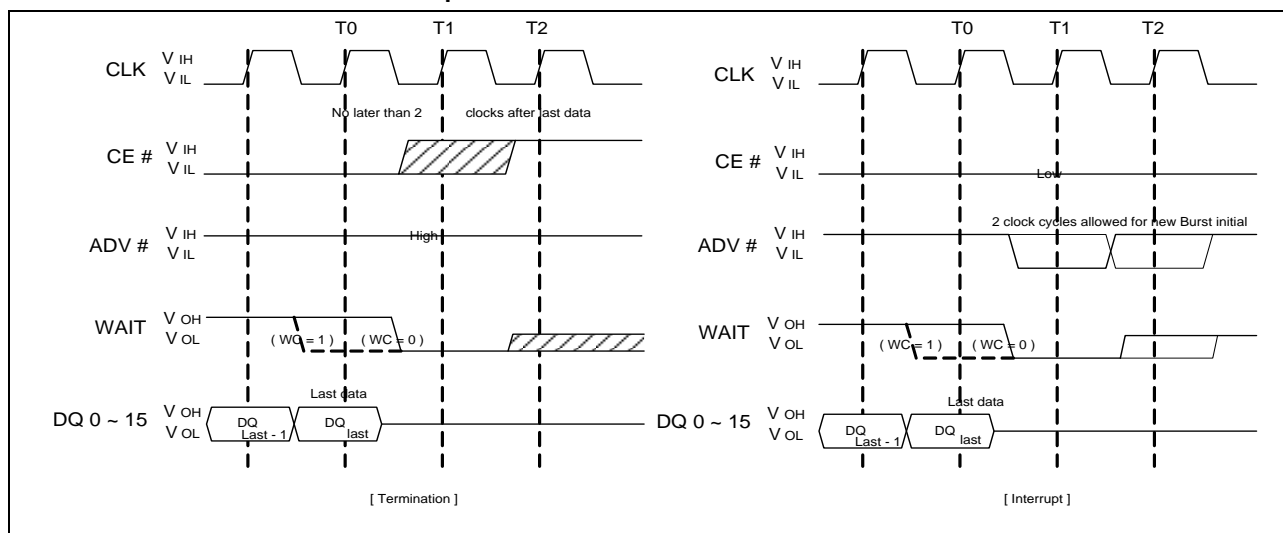 T0 T1 T2
CLK V IH
V IL
No later than 2 clocks after last data
CE # V IH
V IL
ADV # V IH
V IL
High
WAIT V OH
V OL
( WC = 1 ) ( WC = 0 )
Last data
DQ 0 ~ 15 V OH
V OL
DQ Last - 1
DQ last
[ Termination ]
T0 T1 T2
CLK V IH
V IL
CE # V IH
V IL
Low
2 clock cycles allowed for new Burst initial
ADV # V IH
V IL
WAIT V OH
V OL
( WC = 1 ) ( WC = 0 )
Last data
DQ 0 ~ 15 V OH
V OL
DQ Last - 1
DQ last
[ Interrupt ]